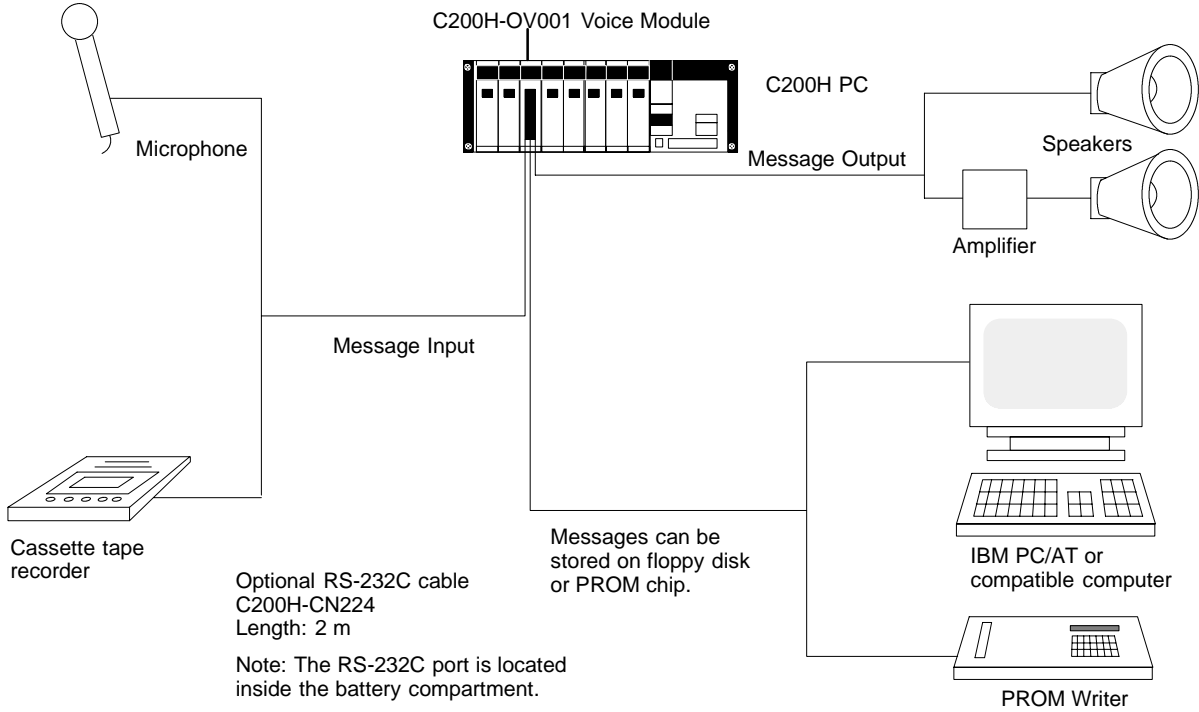 C200H-OV001 Voice Module
C200H PC
Microphone
Message Output
Speakers
Amplifier
Message Input
Cassette tape
recorder
Messages can be
stored on floppy disk
or PROM chip.
IBM PC/AT or
compatible computer
Optional RS-232C cable
C200H-CN224
Length: 2 m
Note: The RS-232C port is located
inside the battery compartment.
PROM Writer